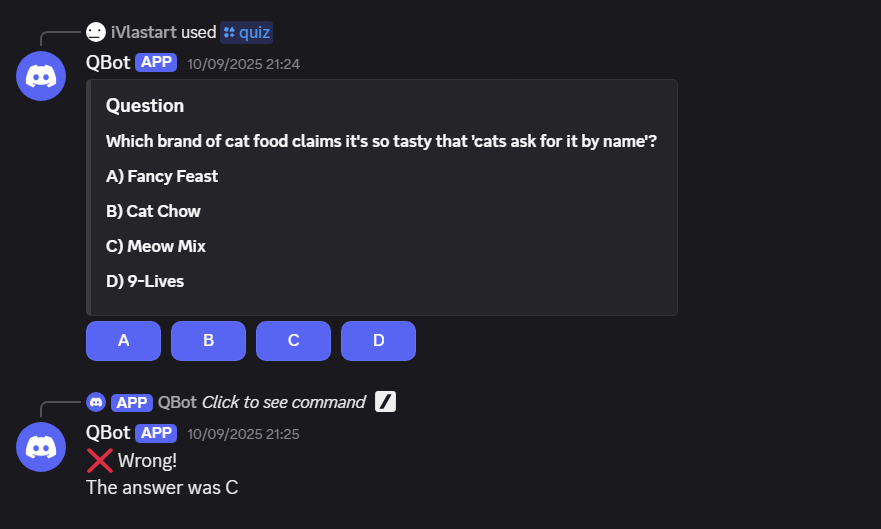 iVlastart used quiz
QBot APP 10/09/2025 21:24
Question
Which brand of cat food claims it's so tasty that 'cats ask for it by name'?
A) Fancy Feast
B) Cat Chow
C) Meow Mix
D) 9-Lives
A B C D
APP QBot Click to see command
QBot APP 10/09/2025 21:25
❌ Wrong!
The answer was C